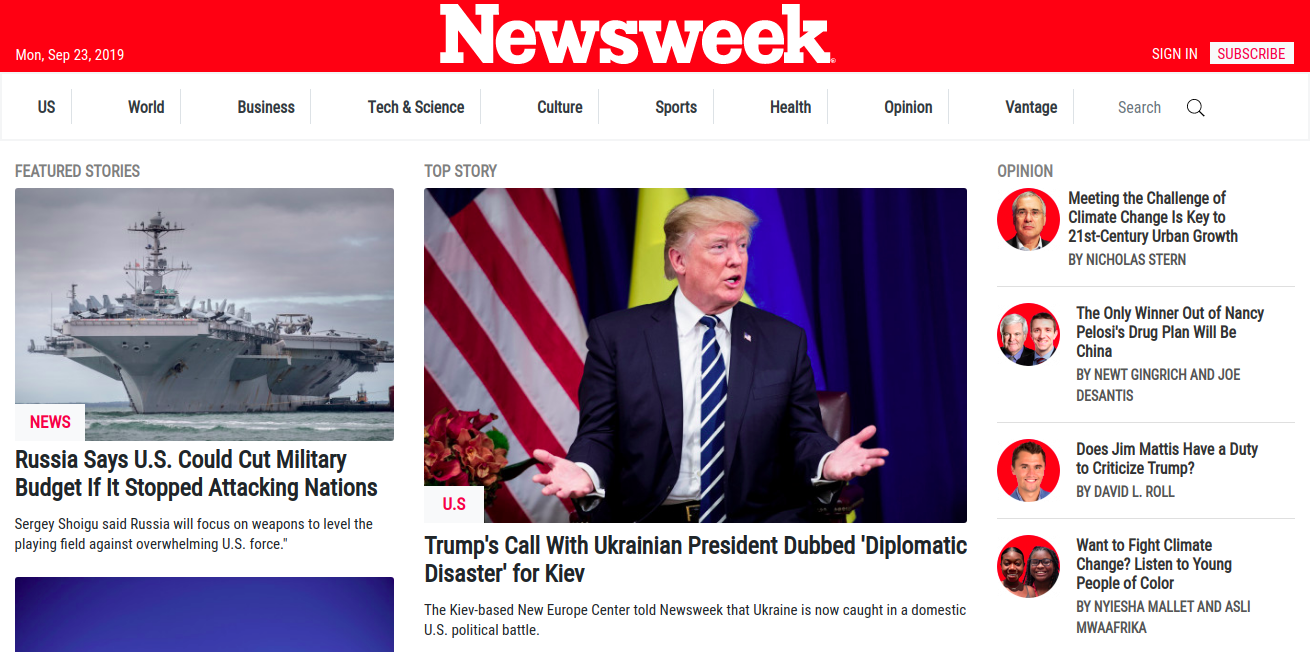 Newsweek
Mon, Sep 23, 2019
SIGN IN
SUBSCRIBE
US
World
Business
Tech & Science
Culture
Sports
Health
Opinion
Vantage
Search
FEATURED STORIES
NEWS
Russia Says U.S. Could Cut Military
Budget If It Stopped Attacking Nations
Sergey Shoigu said Russia will focus on weapons to level the
playing field against overwhelming U.S. force."
TOP STORY
U.S
Trump's Call With Ukrainian President Dubbed 'Diplomatic
Disaster' for Kiev
The Kiev-based New Europe Center told Newsweek that Ukraine is now caught in a domestic
U.S. political battle.
OPINION
Meeting the Challenge of
Climate Change Is Key to
21st-Century Urban Growth
BY NICHOLAS STERN
The Only Winner Out of Nancy
Pelosi's Drug Plan Will Be
China
BY NEWT GINGRICH AND JOE
DESANTIS
Does Jim Mattis Have a Duty
to Criticize Trump?
BY DAVID L. ROLL
Want to Fight Climate
Change? Listen to Young
People of Color
BY NYIESHA MALLET AND ASLI
MWAAFRIKA